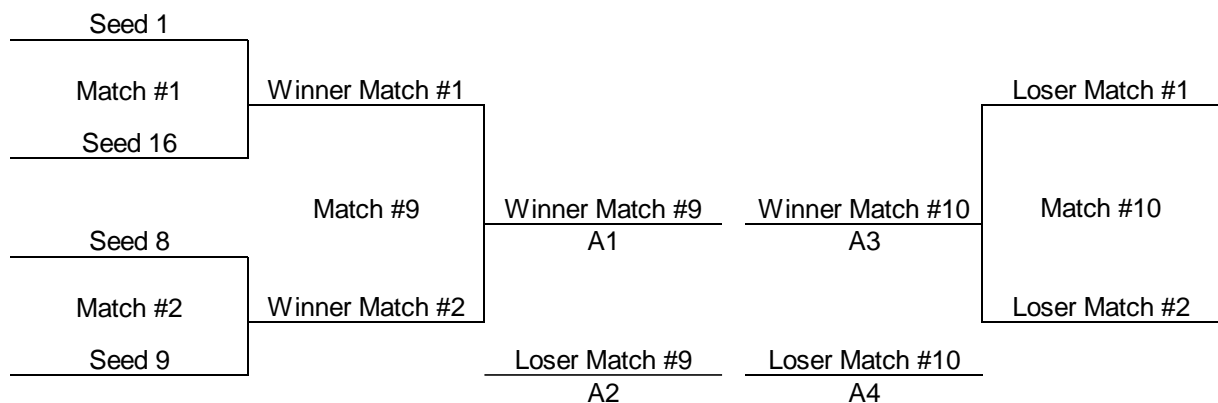 Seed 1
Match #1
Winner Match #1
Loser Match #1
Seed 16
Match #9
Winner Match #9
Winner Match #10
Match #10
Seed 8
A1
A3
Match #2
Winner Match #2
Loser Match #2
Seed 9
Loser Match #9
Loser Match #10
A2
A4